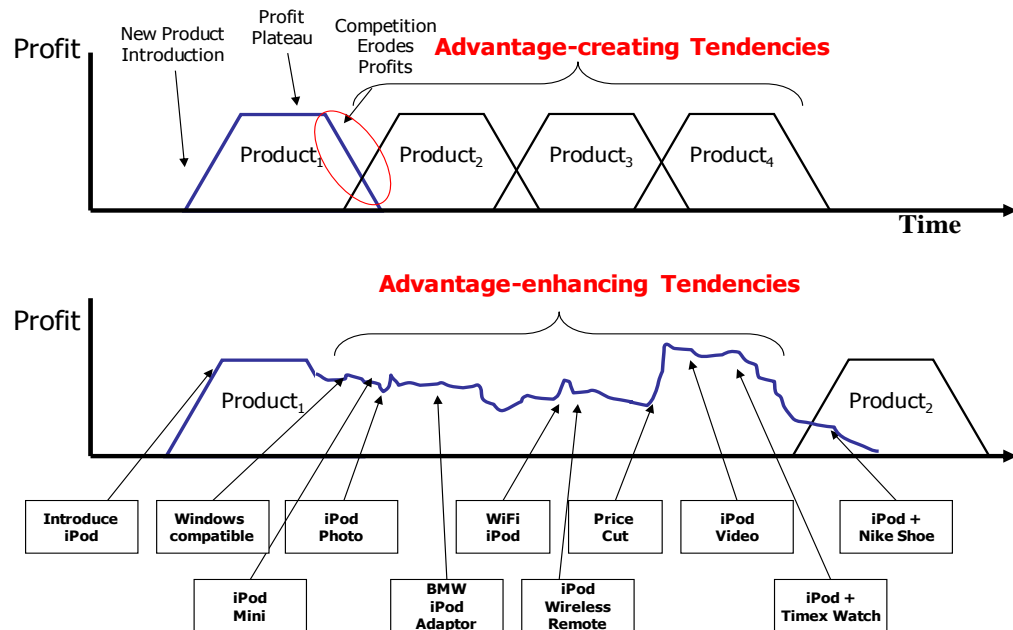 Profit
New Product
Introduction
Profit
Plateau
Competition
Erodes
Profits
Advantage-creating Tendencies
Product1
Product2
Product3
Product4
Time
Advantage-enhancing Tendencies
Profit
Product1
Product2
Introduce
iPod
Windows
compatible
iPod
Photo
WiFi
iPod
Price
Cut
iPod
Video
iPod +
Nike Shoe
iPod
Mini
BMW
iPod
Adaptor
iPod
Wireless
Remote
iPod +
Timex Watch